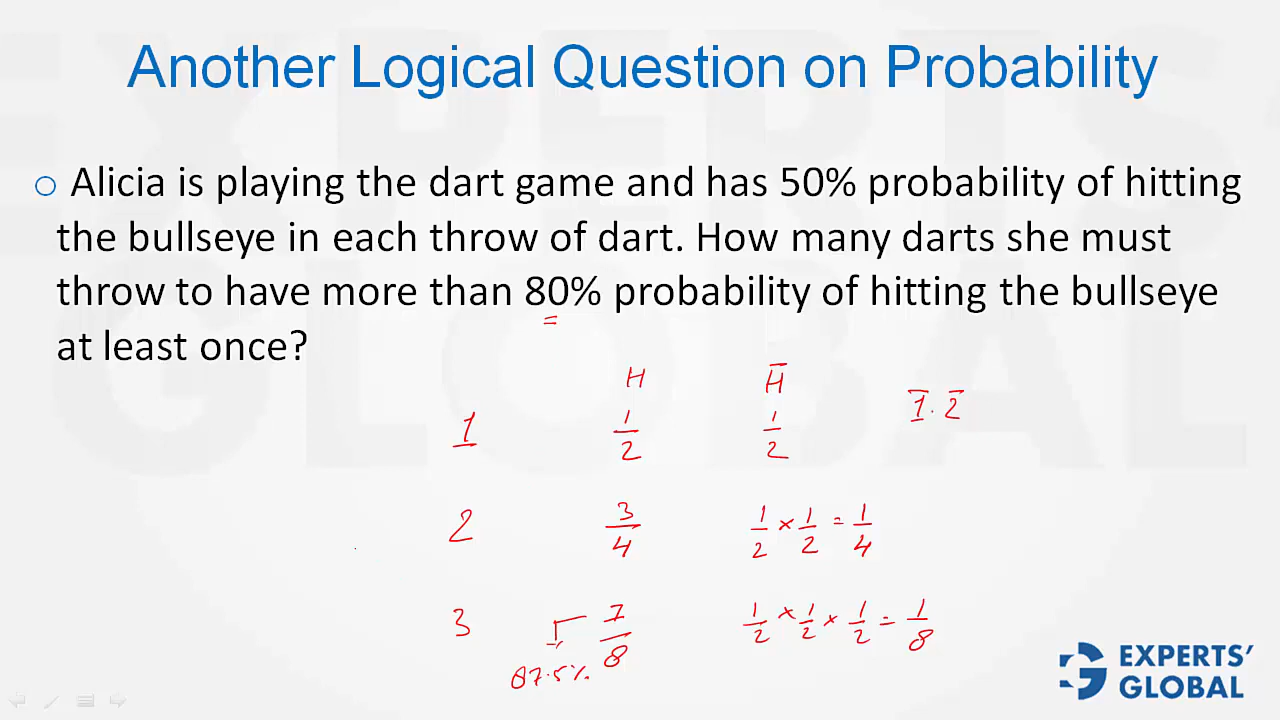 Another Logical Question on Probability
Alicia is playing the dart game and has 50% probability of hitting
the bullseye in each throw of dart. How many darts she must
throw to have more than 80% probability of hitting the bullseye
at least once?
H H̅
1 1/2 1/2 1̅ . 2̅
2 3/4 1/2 × 1/2 = 1/4
3 7/8 1/2 × 1/2 × 1/2 = 1/8
87.5%
EXPERTS’
GLOBAL